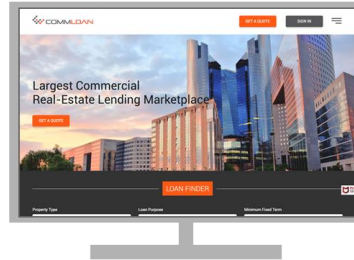 COMMLOAN
GET A QUOTE
SIGN IN
Largest Commercial
Real-Estate Lending Marketplace
GET A QUOTE
LOAN FINDER
Property Type
Loan Purpose
Minimum Fixed Term